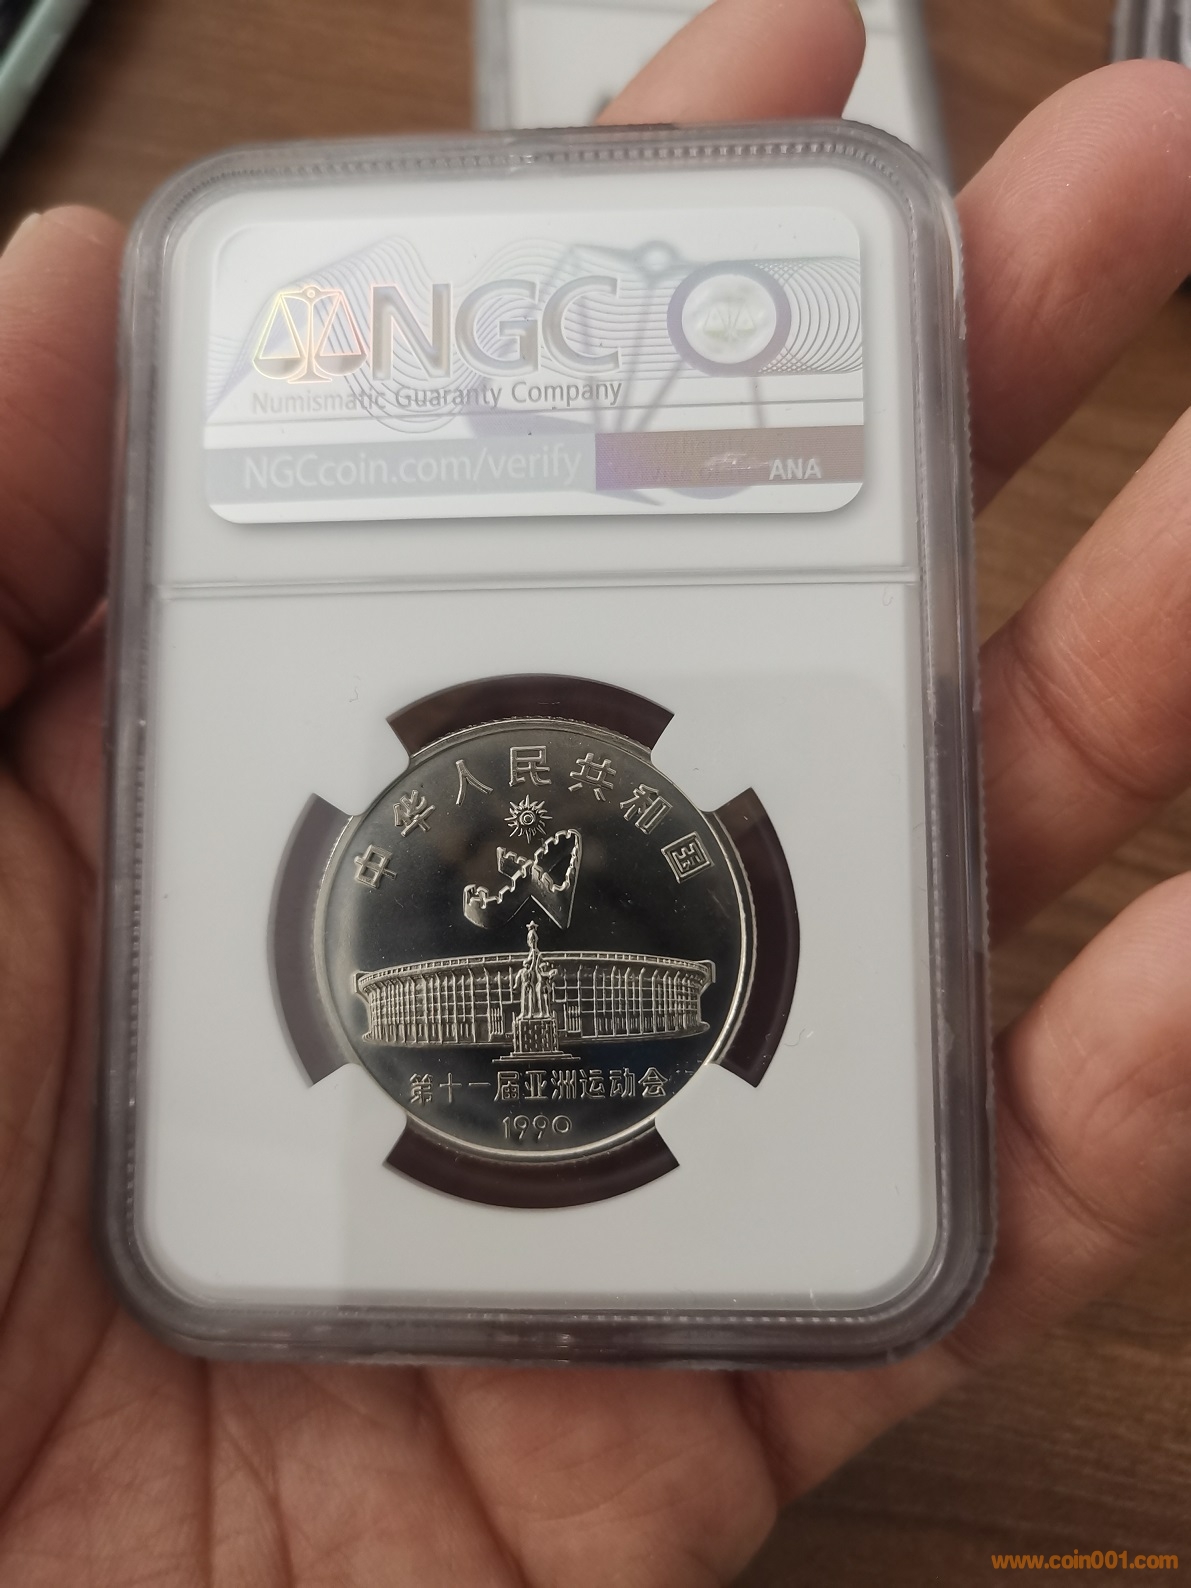 NGC
Numismatic Guaranty Company
NGCcoin.com/verify
ANA
中华人民共和国
第十一届亚洲运动会
1990
www.coin001.com